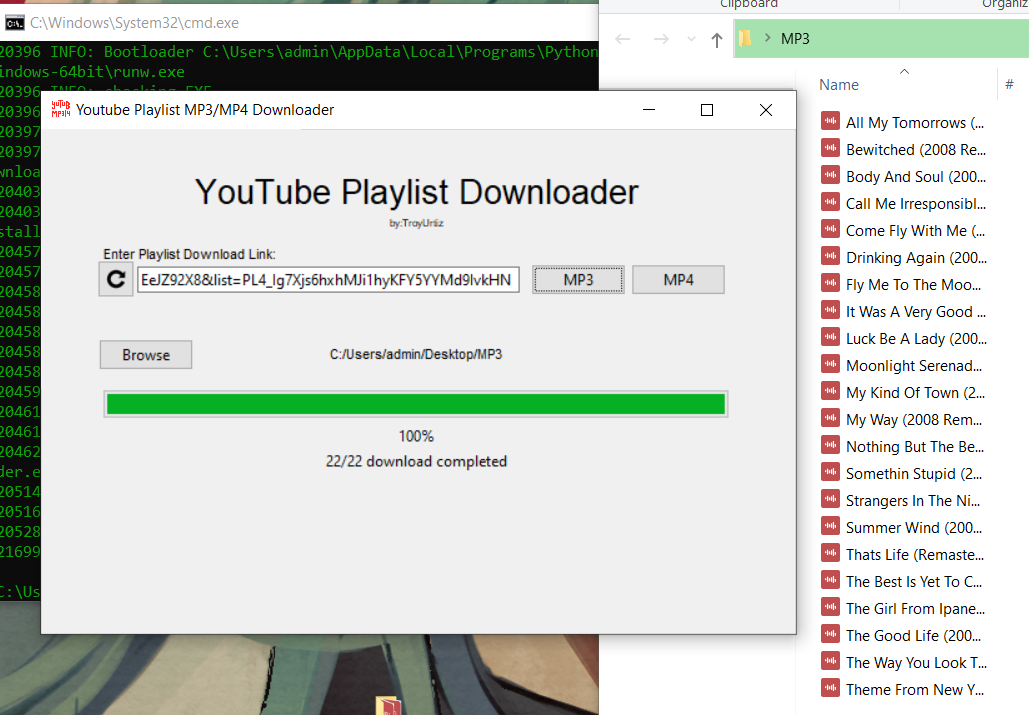 C:\Windows\System32\cmd.exe
20396 INFO: Bootloader C:\Users\admin\AppData\Local\Programs\Python
indows-64bit\runw.exe
20396 INFO: checking EXE
20396
20397
20397
wnloa
20403
20403
stall
20457
20457
20458
20458
20458
20458
20459
20461
20461
20462
der.e
20514
20516
20528
21699
C:\Us
Youtube Playlist MP3/MP4 Downloader
YouTube Playlist Downloader
by:TroyUrtiz
Enter Playlist Download Link:
EeJZ92X8&list=PL4_lg7Xjs6hxhMJi1hyKFY5YYMd9lvkHN
MP3
MP4
Browse
C:/Users/admin/Desktop/MP3
100%
22/22 download completed
Clipboard
Organiz
MP3
Name
#
All My Tomorrows (...
Bewitched (2008 Re...
Body And Soul (200...
Call Me Irresponsibl...
Come Fly With Me (...
Drinking Again (200...
Fly Me To The Moo...
It Was A Very Good ...
Luck Be A Lady (200...
Moonlight Serenad...
My Kind Of Town (2...
My Way (2008 Rem...
Nothing But The Be...
Somethin Stupid (2...
Strangers In The Ni...
Summer Wind (200...
Thats Life (Remaste...
The Best Is Yet To C...
The Girl From Ipane...
The Good Life (200...
The Way You Look T...
Theme From New Y...